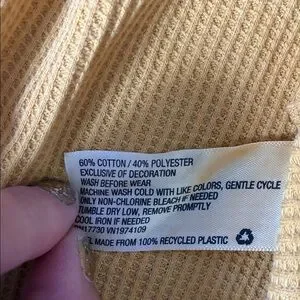 60% COTTON / 40% POLYESTER
EXCLUSIVE OF DECORATION
WASH BEFORE WEAR
MACHINE WASH COLD WITH LIKE COLORS, GENTLE CYCLE
ONLY NON-CHLORINE BLEACH IF NEEDED
TUMBLE DRY LOW, REMOVE PROMPTLY
COOL IRON IF NEEDED
17730 VN1974109
MADE FROM 100% RECYCLED PLASTIC